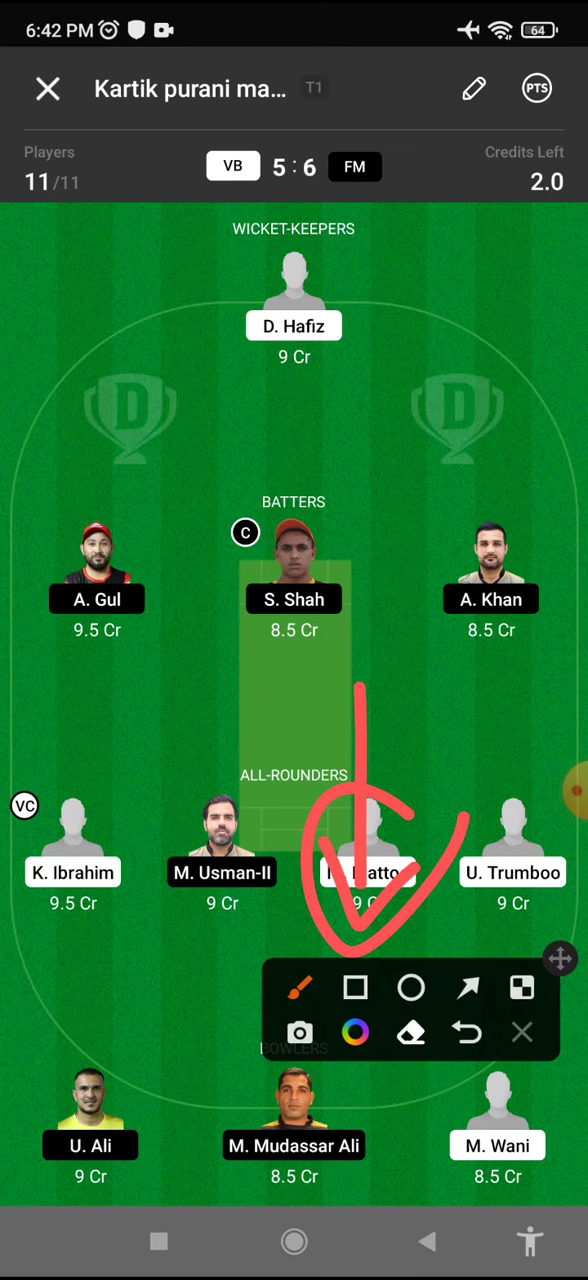 6:42 PM 64
Kartik purani ma... T1 PTS
Players Credits Left
11/11 VB 5 : 6 FM 2.0
WICKET-KEEPERS
D. Hafiz
9 Cr
D D
BATTERS
C
A. Gul S. Shah A. Khan
9.5 Cr 8.5 Cr 8.5 Cr
ALL-ROUNDERS
VC
K. Ibrahim M. Usman-II U. Trumboo
9.5 Cr 9 Cr 9 Cr
BOWLERS
U. Ali M. Mudassar Ali M. Wani
9 Cr 8.5 Cr 8.5 Cr